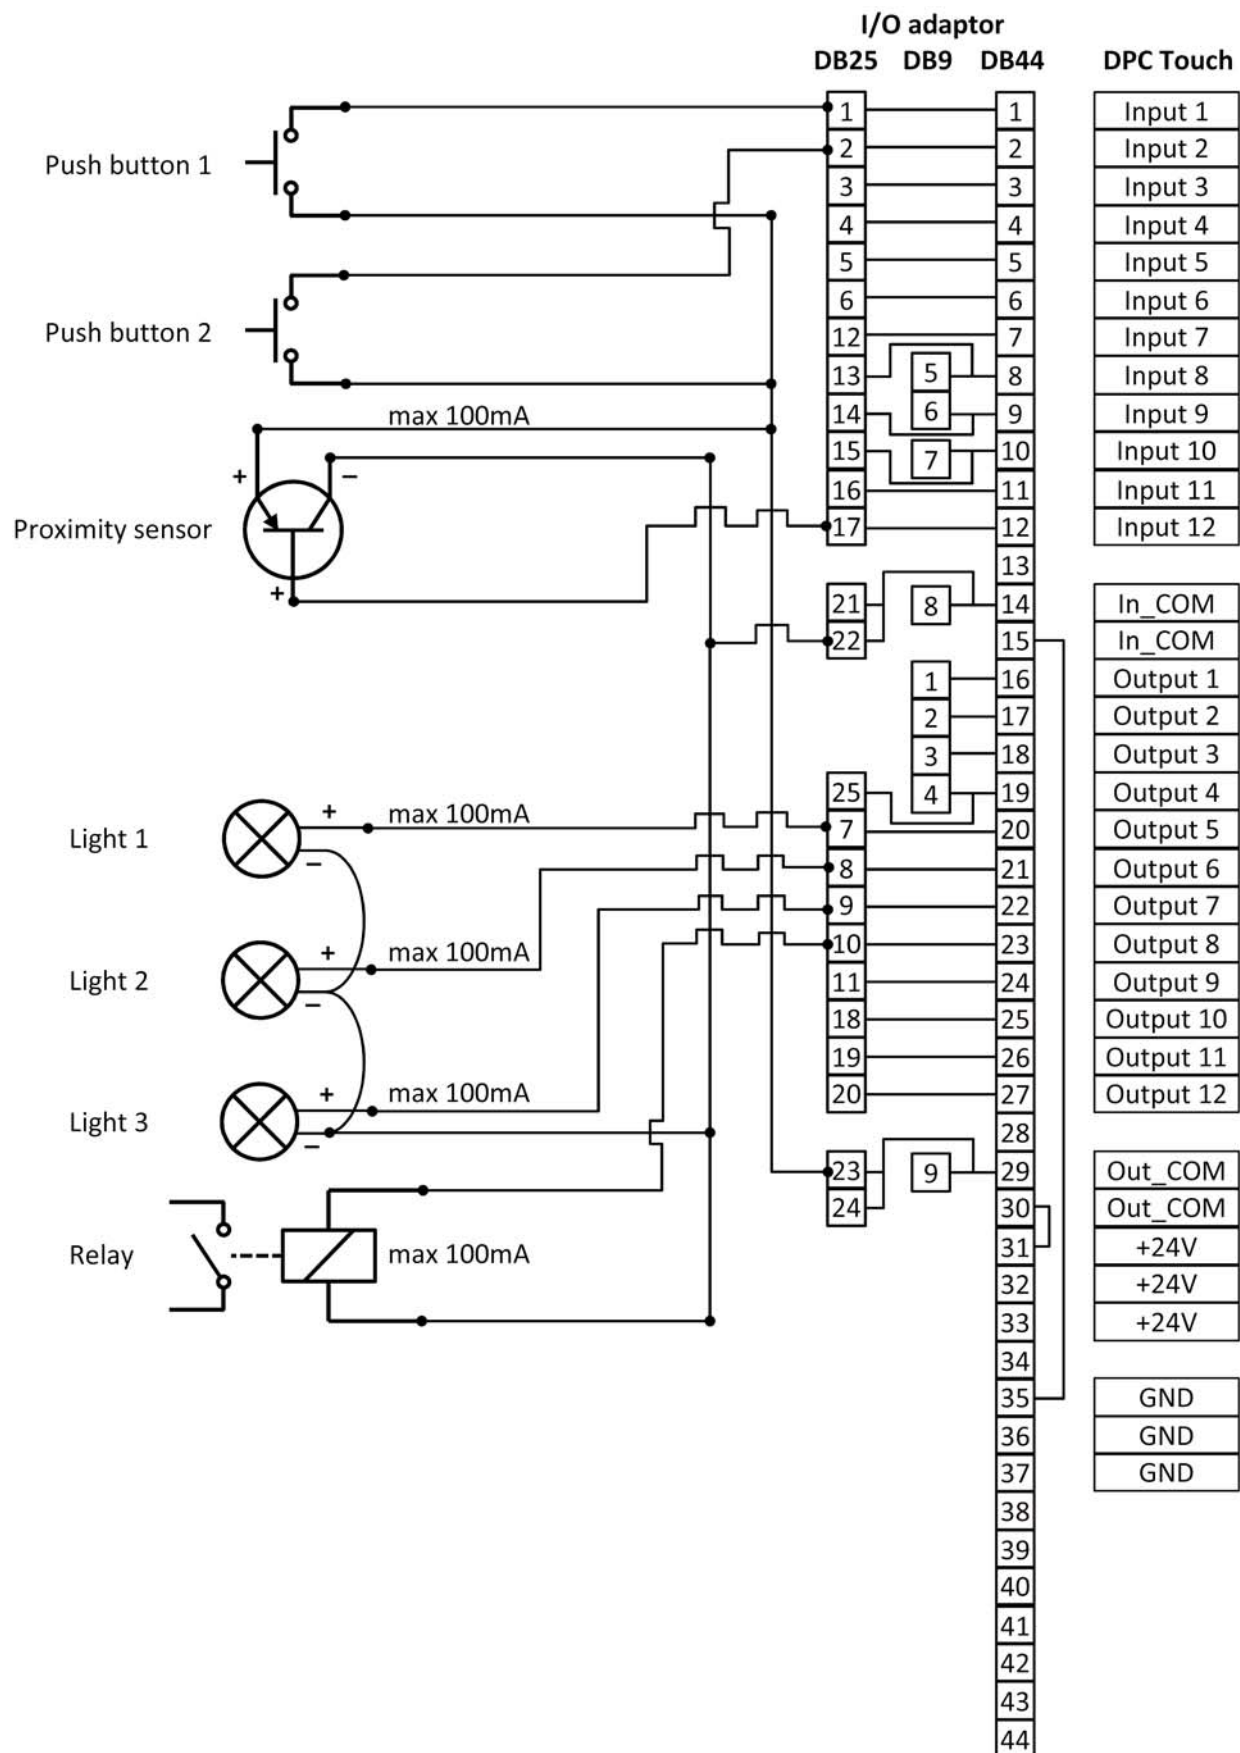 I/O adaptor
DB25 DB9 DB44 DPC Touch
1 1 Input 1
Push button 1
2 2 Input 2
3 3 Input 3
4 4 Input 4
5 5 Input 5
6 6 Input 6
Push button 2
12 7 Input 7
13 5 8 Input 8
max 100mA
14 6 9 Input 9
15 7 10 Input 10
+ –
16 11 Input 11
Proximity sensor
17 12 Input 12
13
+
21 8 14 In_COM
22 15 In_COM
1 16 Output 1
2 17 Output 2
3 18 Output 3
25 4 19 Output 4
Light 1 + max 100mA
–
7 20 Output 5
8 21 Output 6
9 22 Output 7
10 23 Output 8
Light 2 + max 100mA
–
11 24 Output 9
18 25 Output 10
19 26 Output 11
20 27 Output 12
Light 3 + max 100mA
–
28
23 9 29 Out_COM
24 30 Out_COM
Relay max 100mA
31 +24V
32 +24V
33 +24V
34
35 GND
36 GND
37 GND
38
39
40
41
42
43
44